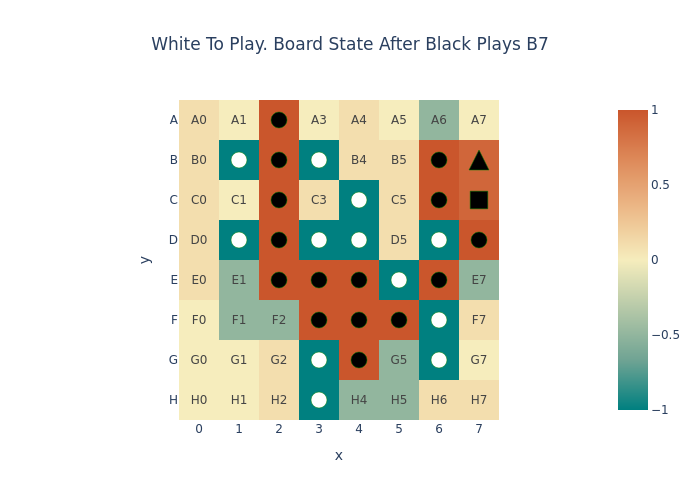 White To Play. Board State After Black Plays B7
A A0 A1 A3 A4 A5 A6 A7
B B0 B4 B5
C C0 C1 C3 C5
D D0 D5
E E0 E1 E7
F F0 F1 F2 F7
G G0 G1 G2 G5 G7
H H0 H1 H2 H4 H5 H6 H7
0 1 2 3 4 5 6 7
x
y
1
0.5
0
−0.5
−1